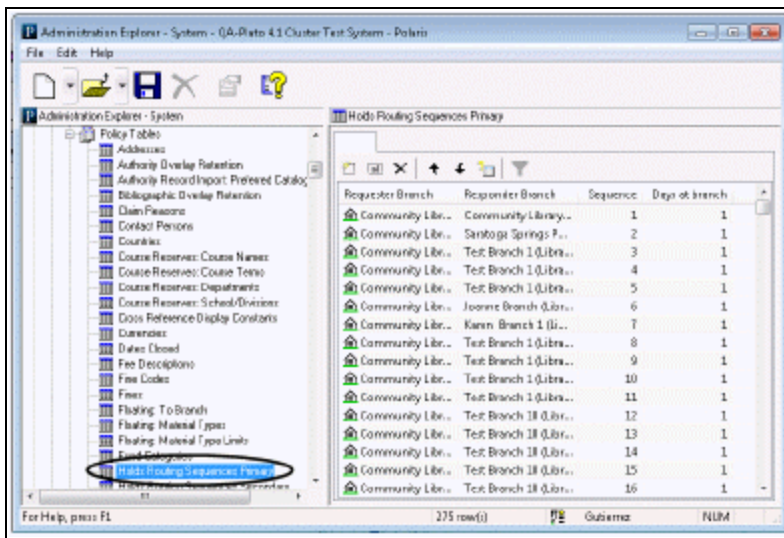 Administration Explorer - System - QA-Plato 4.1 Cluster Test System - Polaris
File Edit Help
Administration Explorer - System
Policy Tables
Addresses
Authority Overlay Retention
Authority Record Import: Preferred Catalog
Bibliographic Overlay Retention
Claim Reasons
Contact Persons
Countries
Course Reserves: Course Names
Course Reserves: Course Terms
Course Reserves: Departments
Course Reserves: School/Divisions
Cross Reference Display Constants
Currencies
Dates Closed
Fee Descriptions
Fine Codes
Fines
Floating: To Branch
Floating: Material Types
Floating: Material Type Limits
Fund Categories
Holds Routing Sequences Primary
Holds Routing Sequences Secondary
Holds Routing Sequences Primary
Requester Branch Responder Branch Sequence Days at branch
Community Libr... Community Library... 1 1
Community Libr... Saratoga Springs P... 2 1
Community Libr... Test Branch 1 (Libra... 3 1
Community Libr... Test Branch 1 (Libra... 4 1
Community Libr... Test Branch 1 (Libra... 5 1
Community Libr... Joanne Branch (Libr... 6 1
Community Libr... Karen Branch 1 (Li... 7 1
Community Libr... Test Branch 1 (Libra... 8 1
Community Libr... Test Branch 1 (Libra... 9 1
Community Libr... Test Branch 1 (Libra... 10 1
Community Libr... Test Branch 1 (Libra... 11 1
Community Libr... Test Branch 10 (Libr... 12 1
Community Libr... Test Branch 10 (Libr... 13 1
Community Libr... Test Branch 10 (Libr... 14 1
Community Libr... Test Branch 10 (Libr... 15 1
Community Libr... Test Branch 10 (Libr... 16 1
For Help, press F1 275 row(s) Gutierrez NUM